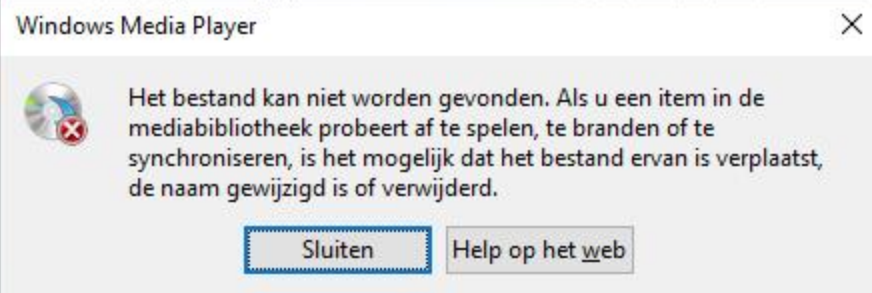 Windows Media Player
Het bestand kan niet worden gevonden. Als u een item in de
mediabibliotheek probeert af te spelen, te branden of te
synchroniseren, is het mogelijk dat het bestand ervan is verplaatst,
de naam gewijzigd is of verwijderd.
Sluiten Help op het web